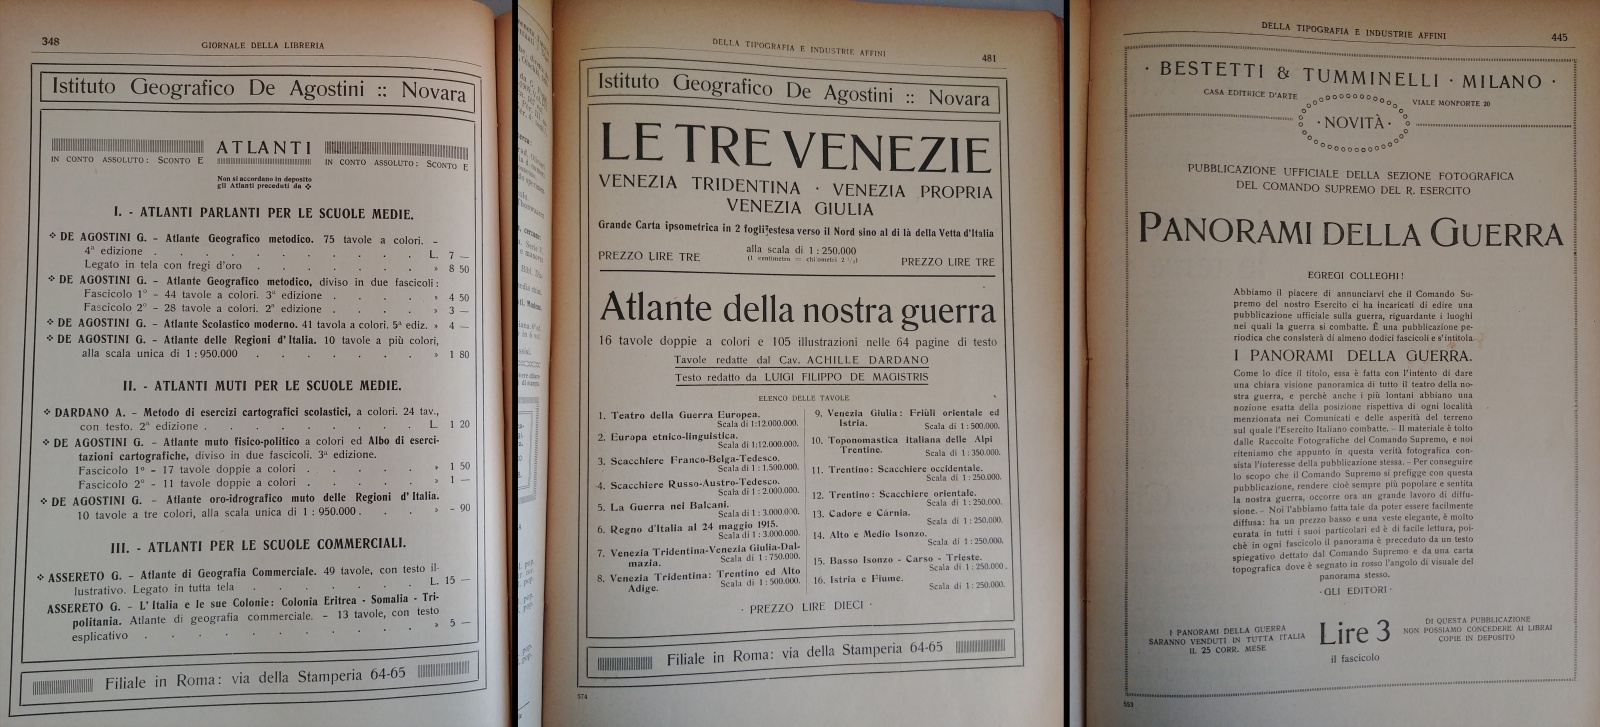 348
GIORNALE DELLA LIBRERIA
Istituto Geografico De Agostini :: Novara
ATLANTI
IN CONTO ASSOLUTO: SCONTO E
IN CONTO ASSOLUTO: SCONTO E
Non si accordano in deposito
gli Atlanti preceduti da ❖
I. - ATLANTI PARLANTI PER LE SCUOLE MEDIE.
❖ DE AGOSTINI G. - Atlante Geografico metodico. 75 tavole a colori. -
4ª edizione . . . . . . . . . L. 7 —
Legato in tela con fregi d'oro . . . . . . » 8 50
❖ DE AGOSTINI G. - Atlante Geografico metodico, diviso in due fascicoli:
Fascicolo 1° - 44 tavole a colori. 3ª edizione . . . . » 4 50
Fascicolo 2° - 28 tavole a colori. 2ª edizione . . . . » 3 —
❖ DE AGOSTINI G. - Atlante Scolastico moderno. 41 tavola a colori. 5ª ediz. » 4 —
❖ DE AGOSTINI G. - Atlante delle Regioni d'Italia. 10 tavole a più colori,
alla scala unica di 1 : 950.000 . . . . . . . » 1 80
II. - ATLANTI MUTI PER LE SCUOLE MEDIE.
❖ DARDANO A. - Metodo di esercizi cartografici scolastici, a colori. 24 tav.,
con testo. 2ª edizione . . . . . . . . L. 1 20
❖ DE AGOSTINI G. - Atlante muto fisico-politico a colori ed Albo di eserci-
tazioni cartografiche, diviso in due fascicoli. 3ª edizione.
Fascicolo 1° - 17 tavole doppie a colori . . . . . » 1 50
Fascicolo 2° - 11 tavole doppie a colori . . . . . » 1 —
❖ DE AGOSTINI G. - Atlante oro-idrografico muto delle Regioni d'Italia.
10 tavole a tre colori, alla scala unica di 1 : 950.000 . . . » - 90
III. - ATLANTI PER LE SCUOLE COMMERCIALI.
❖ ASSERETO G. - Atlante di Geografia Commerciale. 49 tavole, con testo il-
lustrativo. Legato in tutta tela . . . . . . . L. 15 —
ASSERETO G. - L'Italia e le sue Colonie: Colonia Eritrea - Somalia - Tri-
politania. Atlante di geografia commerciale. - 13 tavole, con testo
esplicativo . . . . . . . . . . » 5 —
Filiale in Roma: via della Stamperia 64-65
DELLA TIPOGRAFIA E INDUSTRIE AFFINI
481
Istituto Geografico De Agostini :: Novara
LE TRE VENEZIE
VENEZIA TRIDENTINA · VENEZIA PROPRIA
VENEZIA GIULIA
Grande Carta ipsometrica in 2 fogli estesa verso il Nord sino al di là della Vetta d'Italia
PREZZO LIRE TRE
alla scala di 1 : 250.000
(1 centimetro = chilometri 2 ½)
PREZZO LIRE TRE
Atlante della nostra guerra
16 tavole doppie a colori e 105 illustrazioni nelle 64 pagine di testo
Tavole redatte dal Cav. ACHILLE DARDANO
Testo redatto da LUIGI FILIPPO DE MAGISTRIS
ELENCO DELLE TAVOLE
1. Teatro della Guerra Europea.
Scala di 1:12.000.000.
2. Europa etnico-linguistica.
Scala di 1:12.000.000.
3. Scacchiere Franco-Belga-Tedesco.
Scala di 1 : 1.500.000.
4. Scacchiere Russo-Austro-Tedesco.
Scala di 1 : 2.000.000.
5. La Guerra nei Balcani.
Scala di 1 : 3.000.000.
6. Regno d'Italia al 24 maggio 1915.
Scala di 1 : 3.000.000.
7. Venezia Tridentina-Venezia Giulia-Dal-
mazia. Scala di 1 : 750.000.
8. Venezia Tridentina: Trentino ed Alto
Adige. Scala di 1 : 500.000.
9. Venezia Giulia: Friùli orientale ed
Istria. Scala di 1 : 500.000.
10. Toponomastica italiana delle Alpi
Trentine. Scala di 1 : 350.000.
11. Trentino: Scacchiere occidentale.
Scala di 1 : 250.000.
12. Trentino: Scacchiere orientale.
Scala di 1 : 250.000.
13. Cadore e Càrnia.
Scala di 1 : 250.000.
14. Alto e Medio Isonzo.
Scala di 1 : 250.000.
15. Basso Isonzo - Carso - Trieste.
Scala di 1 : 250.000.
16. Istria e Fiume.
Scala di 1 : 250.000.
· PREZZO LIRE DIECI ·
Filiale in Roma: via della Stamperia 64-65
574
DELLA TIPOGRAFIA E INDUSTRIE AFFINI
445
· BESTETTI & TUMMINELLI · MILANO ·
CASA EDITRICE D'ARTE
VIALE MONFORTE 20
· NOVITÀ ·
PUBBLICAZIONE UFFICIALE DELLA SEZIONE FOTOGRAFICA
DEL COMANDO SUPREMO DEL R. ESERCITO
PANORAMI DELLA GUERRA
EGREGI COLLEGHI!
Abbiamo il piacere di annunciarvi che il Comando Su-
premo del nostro Esercito ci ha incaricati di edire una
pubblicazione ufficiale sulla guerra, riguardante i luoghi
nei quali la guerra si combatte. È una pubblicazione pe-
riodica che consisterà di almeno dodici fascicoli e s'intitola
I PANORAMI DELLA GUERRA.
Come lo dice il titolo, essa è fatta con l'intento di dare
una chiara visione panoramica di tutto il teatro della no-
stra guerra, e perchè anche i più lontani abbiano una
nozione esatta della posizione rispettiva di ogni località
menzionata nei Comunicati e delle asperità del terreno
sul quale l'Esercito Italiano combatte. - Il materiale è tolto
dalle Raccolte Fotografiche del Comando Supremo, e noi
riteniamo che appunto in questa verità fotografica con-
sista l'interesse della pubblicazione stessa. - Per conseguire
lo scopo che il Comando Supremo si prefigge con questa
pubblicazione, rendere cioè sempre più popolare e sentita
la nostra guerra, occorre ora un grande lavoro di diffu-
sione. - Noi l'abbiamo fatta tale da poter essere facilmente
diffusa: ha un prezzo basso e una veste elegante, è molto
curata in tutti i suoi particolari ed è di facile lettura, poi-
chè in ogni fascicolo il panorama è preceduto da un testo
spiegativo dettato dal Comando Supremo e da una carta
topografica dove è segnato in rosso l'angolo di visuale del
panorama stesso.
· GLI EDITORI ·
I PANORAMI DELLA GUERRA
SARANNO VENDUTI IN TUTTA ITALIA
IL 25 CORR. MESE
Lire 3
il fascicolo
DI QUESTA PUBBLICAZIONE
NON POSSIAMO CONCEDERE AI LIBRAI
COPIE IN DEPOSITO
553